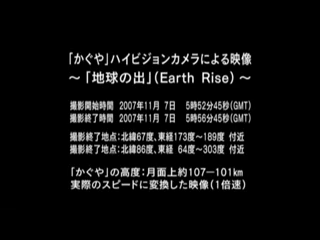 「かぐや」ハイビジョンカメラによる映像
～「地球の出」(Earth Rise)～
撮影開始時間 2007年11月 7日 5時52分45秒(GMT)
撮影終了時間 2007年11月 7日 5時56分45秒(GMT)
撮影終了地点：北緯67度、東経173度～189度 付近
撮影終了地点：北緯86度、東経 64度～303度 付近
「かぐや」の高度：月面上約107－101km
実際のスピードに変換した映像(1倍速)